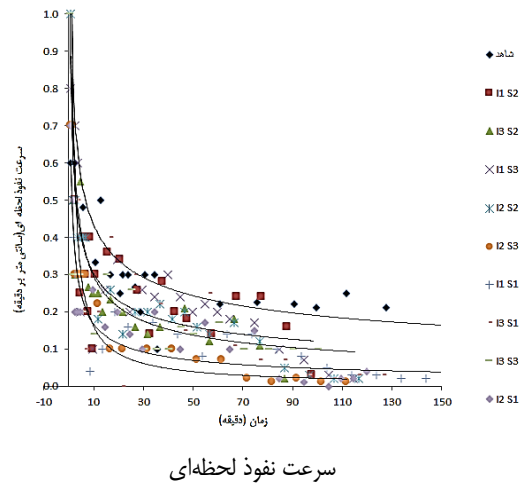 1.0
0.9
0.8
0.7
0.6
0.5
0.4
0.3
0.2
0.1
0.0
-10 10 30 50 70 90 110 130 150
سرعت نفوذ لحظه ای(سانتی متر بر دقیقه)
زمان (دقیقه)
شاهد
I1 S2
I3 S2
I1 S3
I2 S2
I2 S3
I1 S1
I3 S1
I3 S3
I2 S1
سرعت نفوذ لحظه‌ای